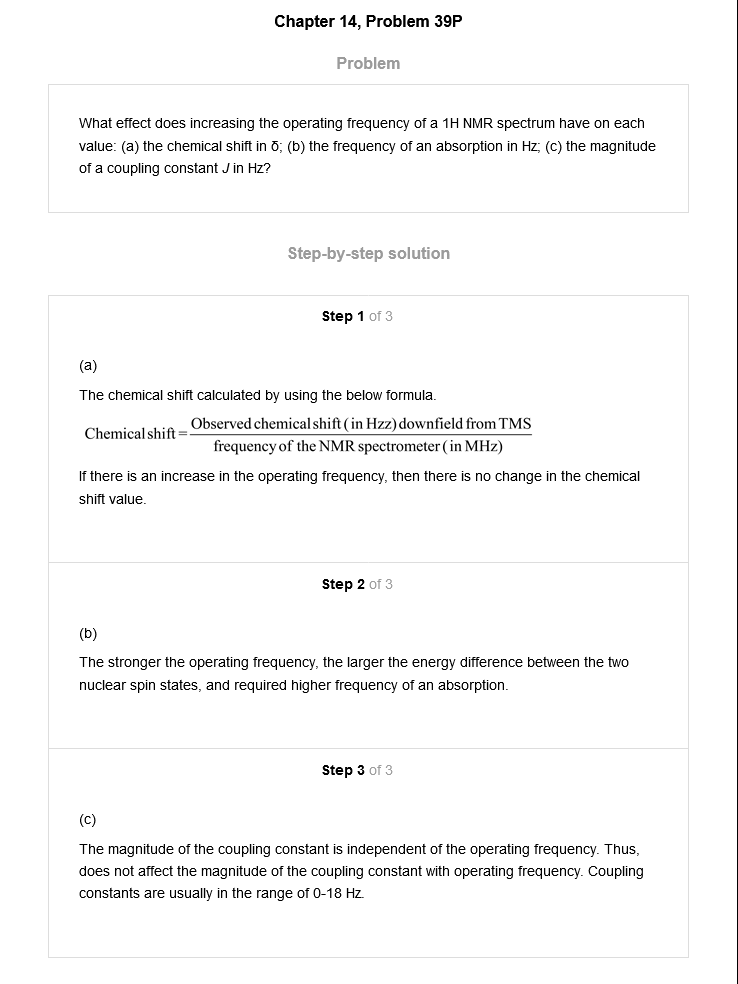 Chapter 14, Problem 39P
Problem
What effect does increasing the operating frequency of a 1H NMR spectrum have on each
value: (a) the chemical shift in δ; (b) the frequency of an absorption in Hz; (c) the magnitude
of a coupling constant J in Hz?
Step-by-step solution
Step 1 of 3
(a)
The chemical shift calculated by using the below formula.
Chemical shift = Observed chemical shift ( in Hzz) downfield from TMS
frequency of the NMR spectrometer ( in MHz)
If there is an increase in the operating frequency, then there is no change in the chemical
shift value.
Step 2 of 3
(b)
The stronger the operating frequency, the larger the energy difference between the two
nuclear spin states, and required higher frequency of an absorption.
Step 3 of 3
(c)
The magnitude of the coupling constant is independent of the operating frequency. Thus,
does not affect the magnitude of the coupling constant with operating frequency. Coupling
constants are usually in the range of 0-18 Hz.